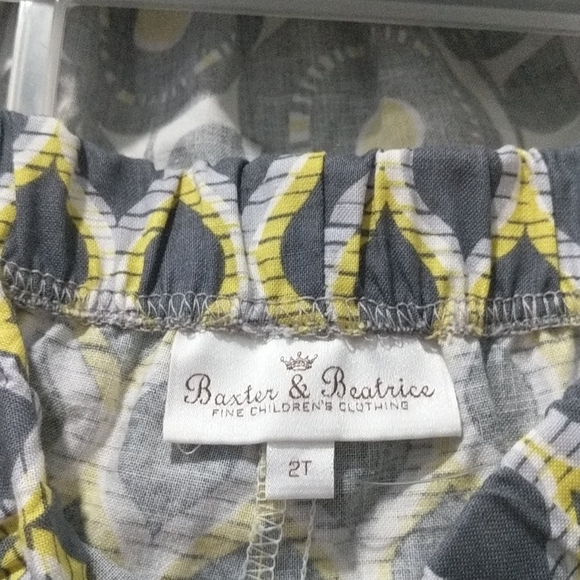 Baxter & Beatrice
FINE CHILDREN'S CLOTHING
2T